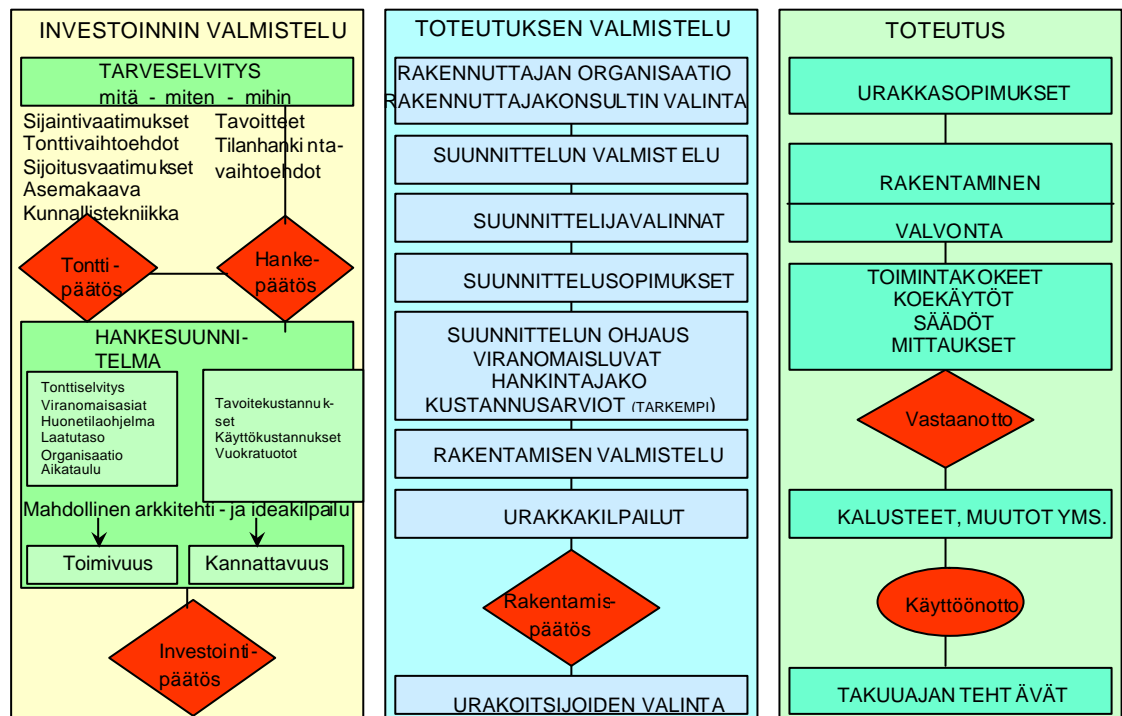 INVESTOINNIN VALMISTELU
TARVESELVITYS
mitä - miten - mihin
Sijaintivaatimukset
Tonttivaihtoehdot
Sijoitusvaatimukset
Asemakaava
Kunnallistekniikka
Tavoitteet
Tilanhankinta-
vaihtoehdot
Tontti-
päätös
Hanke-
päätös
HANKESUUNNI-
TELMA
Tonttiselvitys
Viranomaisasiat
Huonetilaohjelma
Laatutaso
Organisaatio
Aikataulu
Tavoitekustannuk-
set
Käyttökustannukset
Vuokratuotot
Mahdollinen arkkitehti - ja ideakilpailu
Toimivuus
Kannattavuus
Investointi-
päätös
TOTEUTUKSEN VALMISTELU
RAKENNUTTAJAN ORGANISAATIO
RAKENNUTTAJAKONSULTIN VALINTA
SUUNNITTELUN VALMISTELU
SUUNNITTELIJAVALINNAT
SUUNNITTELUSOPIMUKSET
SUUNNITTELUN OHJAUS
VIRANOMAISLUVAT
HANKINTAJAKO
KUSTANNUSARVIOT (TARKEMPI)
RAKENTAMISEN VALMISTELU
URAKKAKILPAILUT
Rakentamis-
päätös
URAKOITSIJOIDEN VALINTA
TOTEUTUS
URAKKASOPIMUKSET
RAKENTAMINEN
VALVONTA
TOIMINTAKOKEET
KOEKÄYTÖT
SÄÄDÖT
MITTAUKSET
Vastaanotto
KALUSTEET, MUUTOT YMS.
Käyttöönotto
TAKUUAJAN TEHTÄVÄT